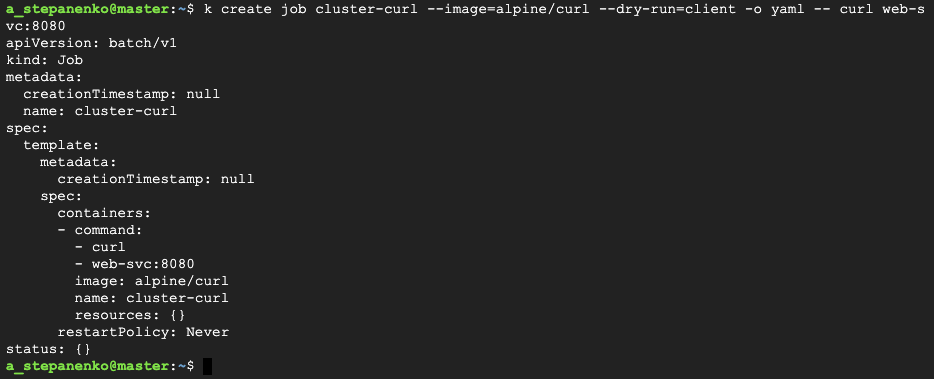 a_stepanenko@master:~$ k create job cluster-curl --image=alpine/curl --dry-run=client -o yaml -- curl web-s
vc:8080
apiVersion: batch/v1
kind: Job
metadata:
  creationTimestamp: null
  name: cluster-curl
spec:
  template:
    metadata:
      creationTimestamp: null
    spec:
      containers:
      - command:
        - curl
        - web-svc:8080
        image: alpine/curl
        name: cluster-curl
        resources: {}
      restartPolicy: Never
status: {}
a_stepanenko@master:~$